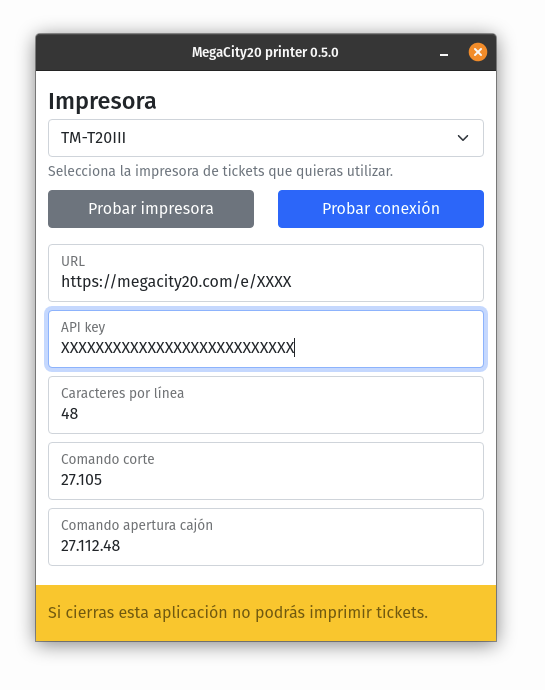 MegaCity20 printer 0.5.0
Impresora
TM-T20III
Selecciona la impresora de tickets que quieras utilizar.
Probar impresora
Probar conexión
URL
https://megacity20.com/e/XXXX
API key
XXXXXXXXXXXXXXXXXXXXXXXXXXX
Caracteres por línea
48
Comando corte
27.105
Comando apertura cajón
27.112.48
Si cierras esta aplicación no podrás imprimir tickets.